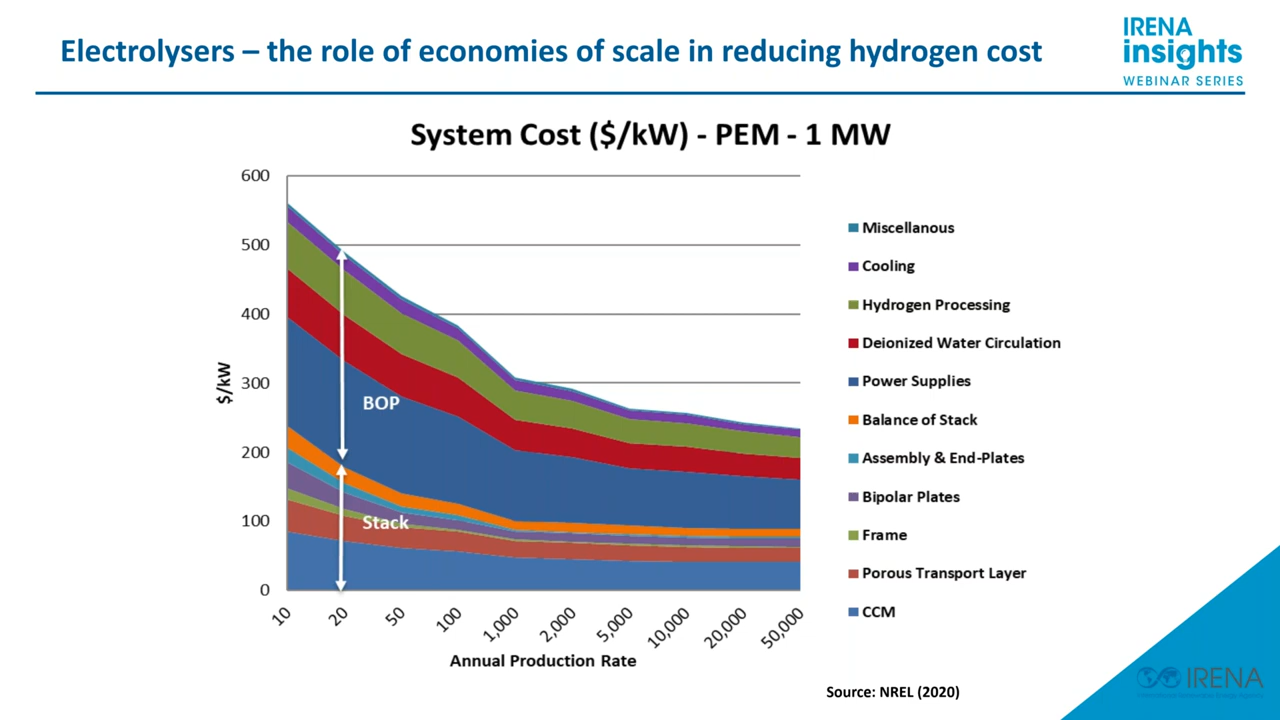 Electrolysers – the role of economies of scale in reducing hydrogen cost
IRENA
insights
WEBINAR SERIES
System Cost ($/kW) - PEM - 1 MW
600
500
400
300
200
100
0
$/kW
BOP
Stack
10
20
50
100
1,000
2,000
5,000
10,000
20,000
50,000
Annual Production Rate
Miscellanous
Cooling
Hydrogen Processing
Deionized Water Circulation
Power Supplies
Balance of Stack
Assembly & End-Plates
Bipolar Plates
Frame
Porous Transport Layer
CCM
Source: NREL (2020)
IRENA